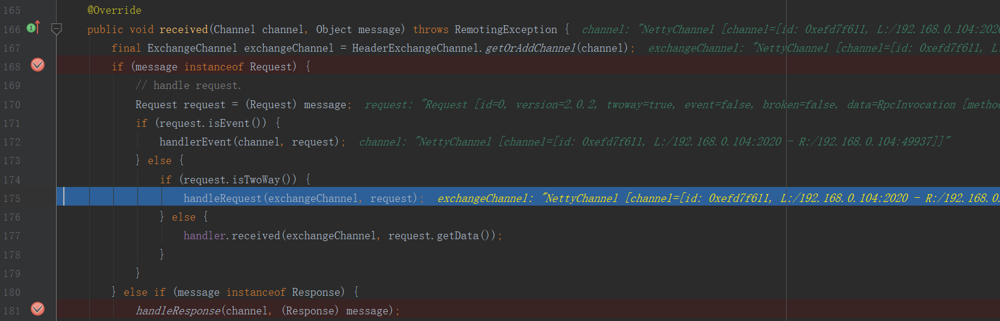 165 @Override
166 public void received(Channel channel, Object message) throws RemotingException { channel: "NettyChannel [channel=[id: 0xefd7f611, L:/192.168.0.104:2020
167 final ExchangeChannel exchangeChannel = HeaderExchangeChannel.getOrAddChannel(channel); exchangeChannel: "NettyChannel [channel=[id: 0xefd7f611, L:
168 if (message instanceof Request) {
169 // handle request.
170 Request request = (Request) message; request: "Request [id=0, version=2.0.2, twoway=true, event=false, broken=false, data=RpcInvocation [metho
171 if (request.isEvent()) {
172 handlerEvent(channel, request); channel: "NettyChannel [channel=[id: 0xefd7f611, L:/192.168.0.104:2020 - R:/192.168.0.104:49937]]"
173 } else {
174 if (request.isTwoWay()) {
175 handleRequest(exchangeChannel, request); exchangeChannel: "NettyChannel [channel=[id: 0xefd7f611, L:/192.168.0.104:2020 - R:/192.168.0.
176 } else {
177 handler.received(exchangeChannel, request.getData());
178 }
179 }
180 } else if (message instanceof Response) {
181 handleResponse(channel, (Response) message);